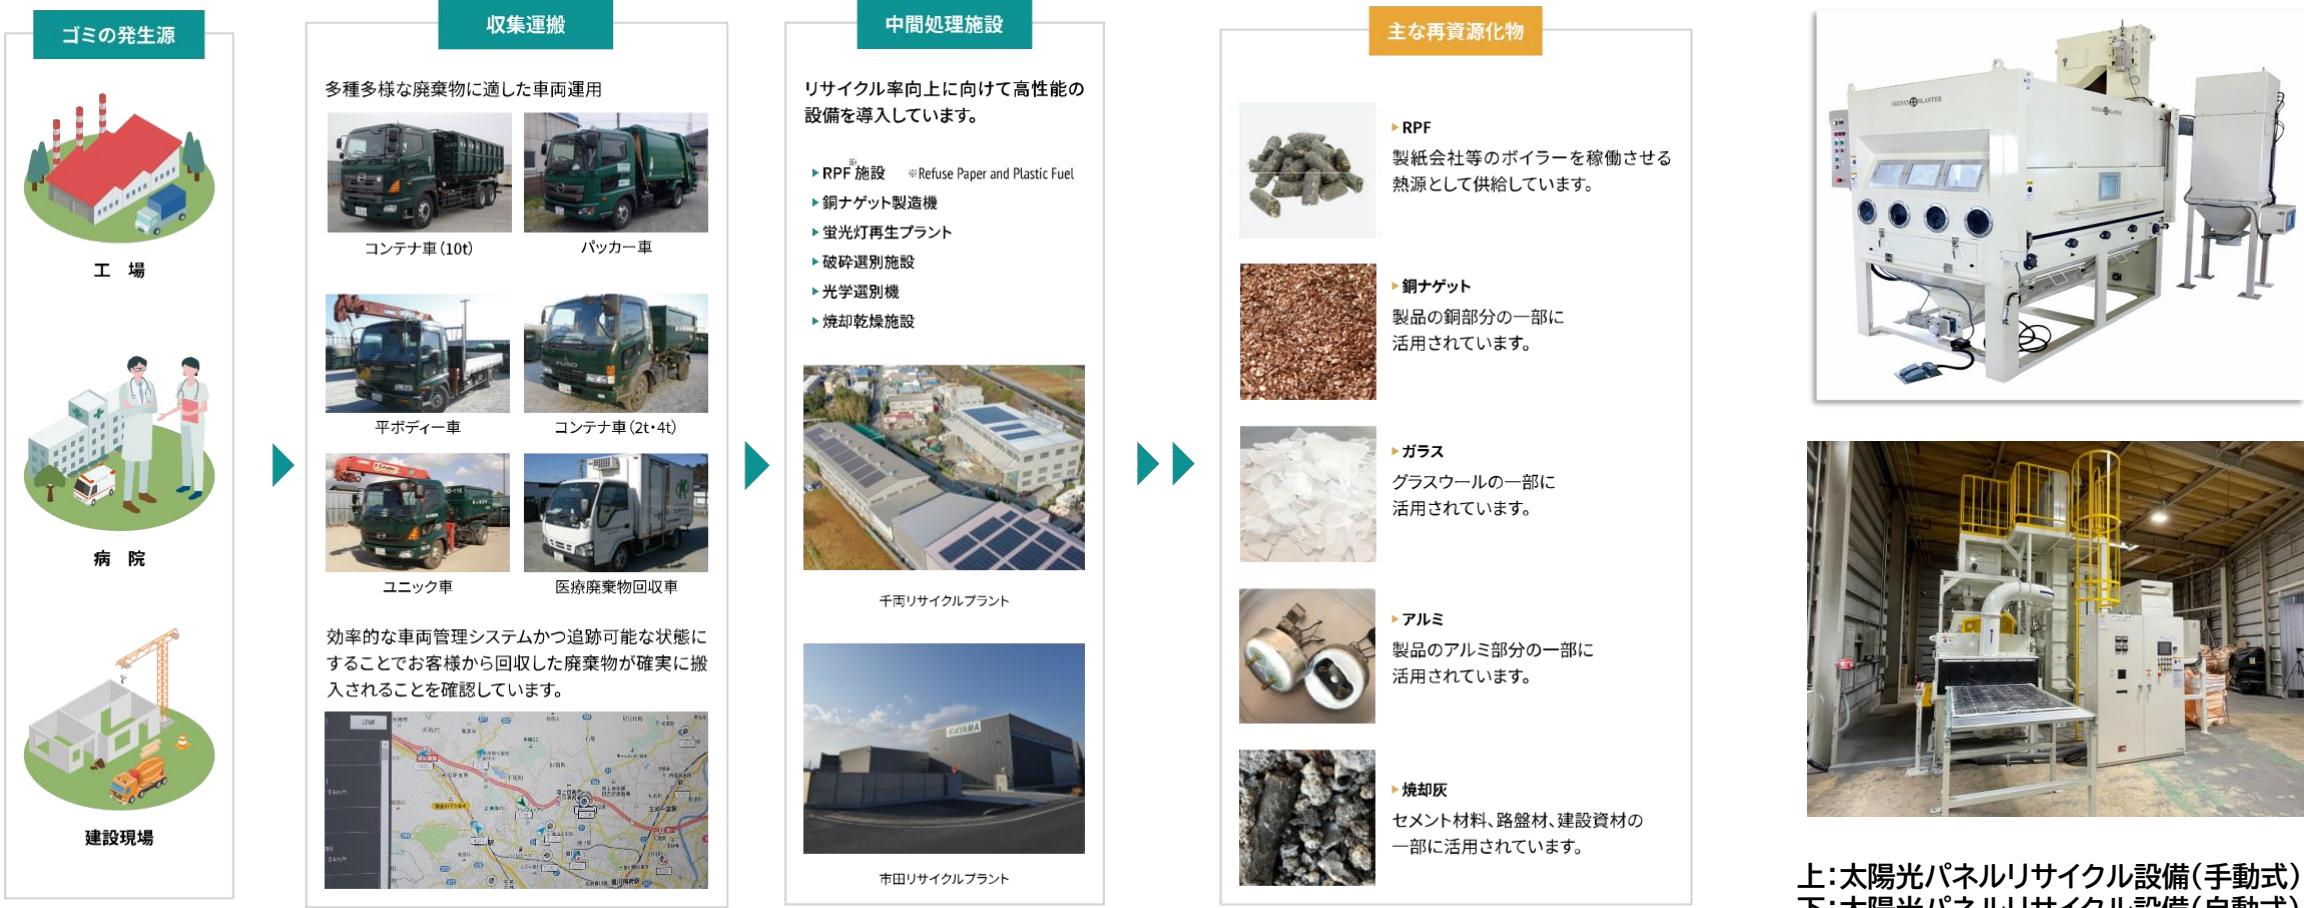 ゴミの発生源
工 場
病 院
建設現場
収集運搬
多種多様な廃棄物に適した車両運用
コンテナ車(10t)
パッカー車
平ボディー車
コンテナ車(2t・4t)
ユニック車
医療廃棄物回収車
効率的な車両管理システムかつ追跡可能な状態に
することでお客様から回収した廃棄物が確実に搬
入されることを確認しています。
中間処理施設
リサイクル率向上に向けて高性能の
設備を導入しています。
▶RPF※施設 ※Refuse Paper and Plastic Fuel
▶銅ナゲット製造機
▶蛍光灯再生プラント
▶破砕選別施設
▶光学選別機
▶焼却乾燥施設
千両リサイクルプラント
KAYAMA
市田リサイクルプラント
主な再資源化物
▶RPF
製紙会社等のボイラーを稼働させる
熱源として供給しています。
▶銅ナゲット
製品の銅部分の一部に
活用されています。
▶ガラス
グラスウールの一部に
活用されています。
▶アルミ
製品のアルミ部分の一部に
活用されています。
▶焼却灰
セメント材料、路盤材、建設資材の
一部に活用されています。
上:太陽光パネルリサイクル設備(手動式)
下:太陽光パネルリサイクル設備(自動式)